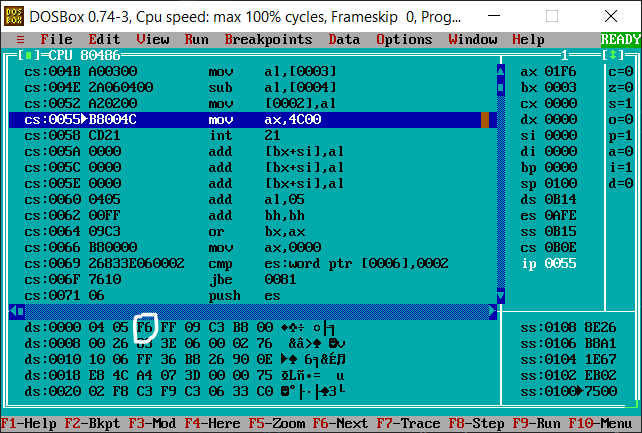 DOSBox 0.74-3, Cpu speed: max 100% cycles, Frameskip 0, Prog...
≡ File Edit View Run Breakpoints Data Options Window Help READY
[■]=CPU 80486 1 [↕]
cs:004B A00300 mov al,[0003] ax 01F6 c=0
cs:004E 2A060400 sub al,[0004] bx 0003 z=0
cs:0052 A20200 mov [0002],al cx 0000 s=1
cs:0055►B8004C mov ax,4C00 dx 0000 o=0
cs:0058 CD21 int 21 si 0000 p=1
cs:005A 0000 add [bx+si],al di 0000 a=0
cs:005C 0000 add [bx+si],al bp 0000 i=1
cs:005E 0000 add [bx+si],al sp 0100 d=0
cs:0060 0405 add al,05 ds 0B14
cs:0062 00FF add bh,bh es 0AFE
cs:0064 09C3 or bx,ax ss 0B15
cs:0066 BB0000 mov ax,0000 cs 0B0E
cs:0069 26833E060002 cmp es:word ptr [0006],0002 ip 0055
cs:006F 7610 jbe 0081
cs:0071 06 push es
ds:0000 04 05 F6 FF 09 C3 B8 00 ♦♣÷ ○├╕ ss:0108 8E26
ds:0008 00 26 83 3E 06 00 02 76 &â>♠ ☻v ss:0106 B8A1
ds:0010 10 06 FF 36 B8 26 90 0E ►♠ 6╕&É♫ ss:0104 1E67
ds:0018 E8 4C A4 07 3D 00 00 75 ΦLñ•= u ss:0102 EB02
ds:0020 02 F8 C3 F9 C3 06 33 C0 ☻°├∙├♠3└ ss:0100►7500
F1-Help F2-Bkpt F3-Mod F4-Here F5-Zoom F6-Next F7-Trace F8-Step F9-Run F10-Menu